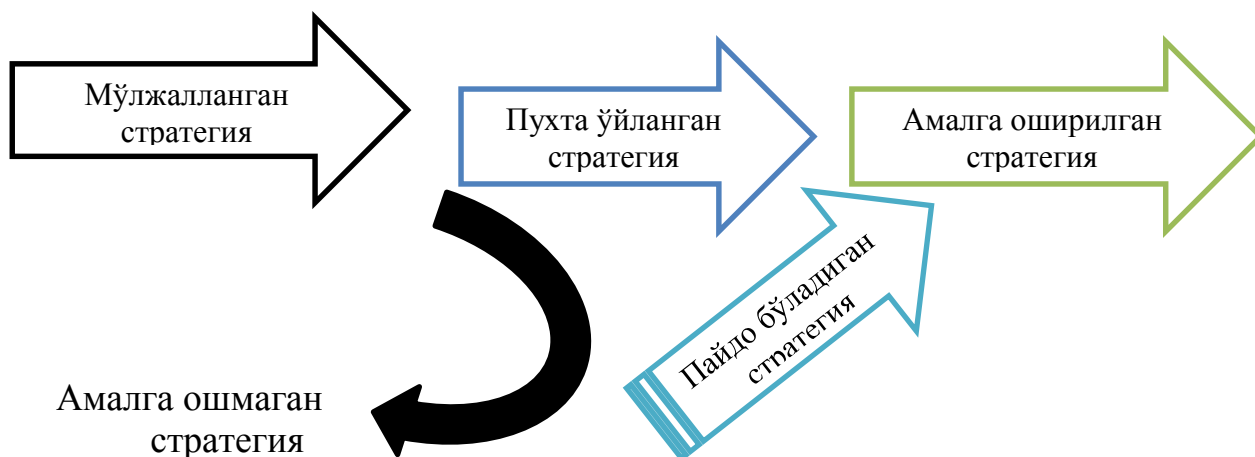 Мўлжалланган
стратегия
Пухта ўйланган
стратегия
Амалга оширилган
стратегия
Пайдо бўладиган
стратегия
Амалга ошмаган
стратегия